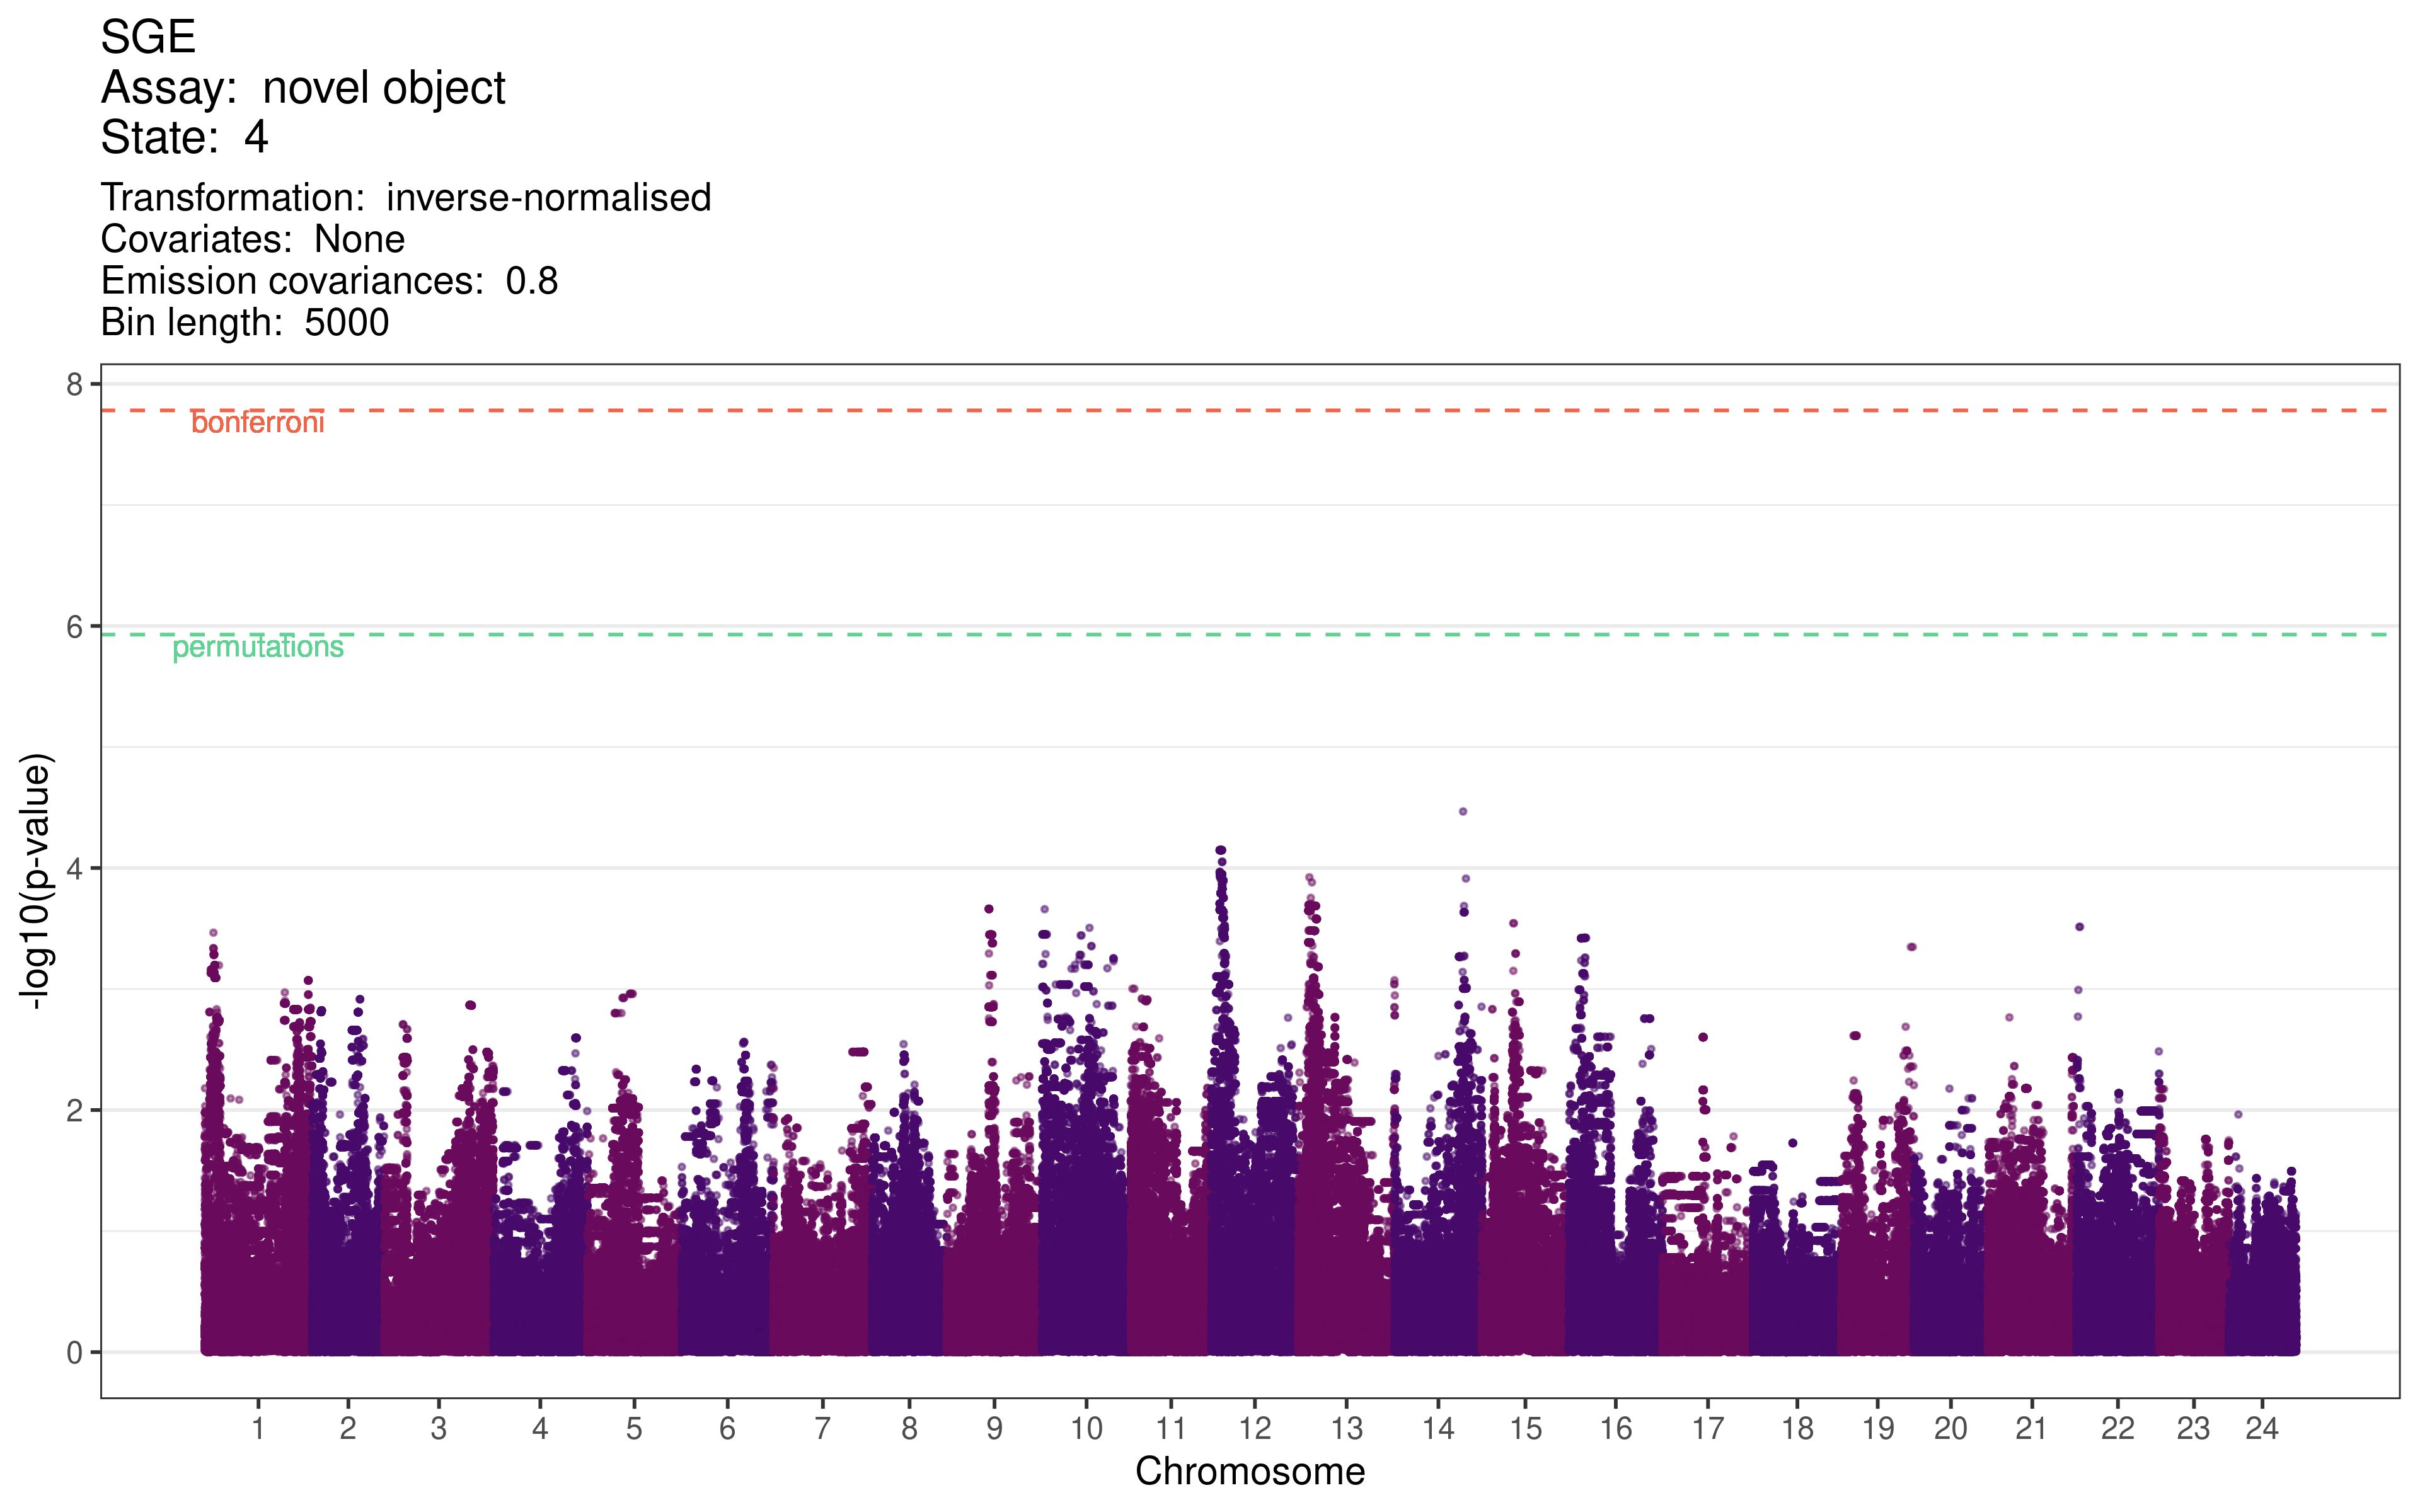 SGE
Assay:  novel object
State:  4
Transformation:  inverse-normalised
Covariates:  None
Emission covariances:  0.8
Bin length:  5000
8
bonferroni
6
permutations
-log10(p-value)
4
2
0
1 2 3 4 5 6 7 8 9 10 11 12 13 14 15 16 17 18 19 20 21 22 23 24
Chromosome